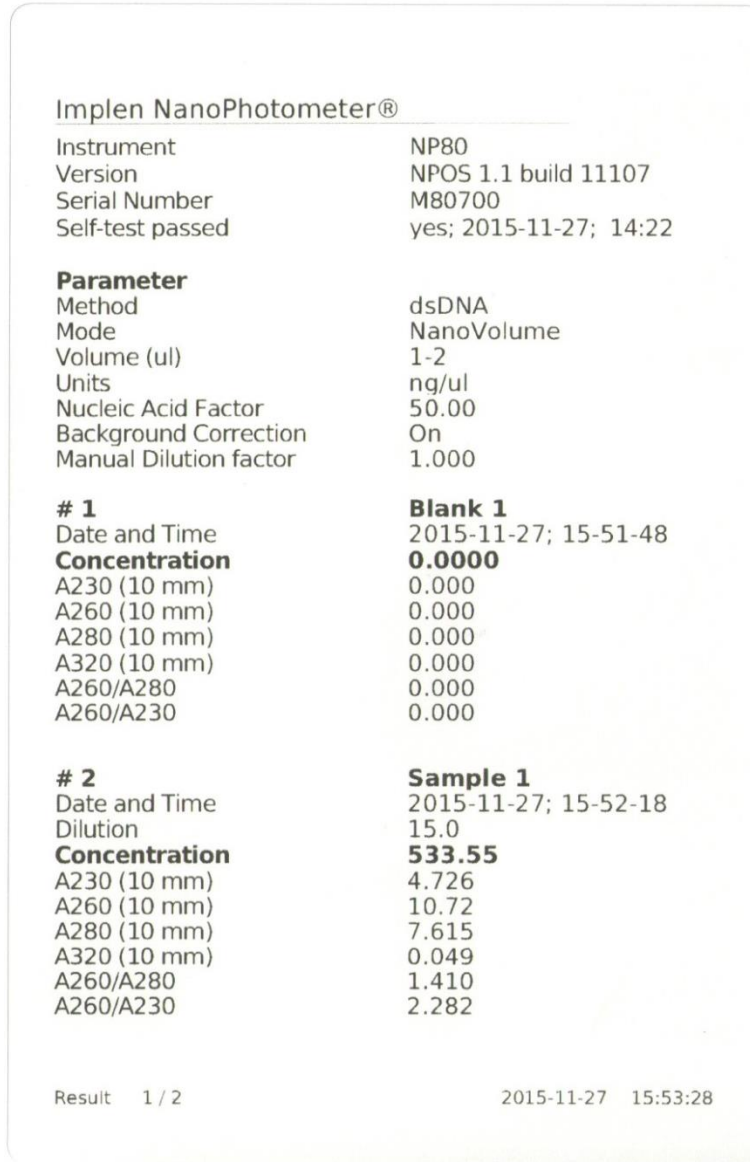 Implen NanoPhotometer®
Instrument NP80
Version NPOS 1.1 build 11107
Serial Number M80700
Self-test passed yes; 2015-11-27; 14:22
Parameter
Method dsDNA
Mode NanoVolume
Volume (ul) 1-2
Units ng/ul
Nucleic Acid Factor 50.00
Background Correction On
Manual Dilution factor 1.000
# 1 Blank 1
Date and Time 2015-11-27; 15-51-48
Concentration 0.0000
A230 (10 mm) 0.000
A260 (10 mm) 0.000
A280 (10 mm) 0.000
A320 (10 mm) 0.000
A260/A280 0.000
A260/A230 0.000
# 2 Sample 1
Date and Time 2015-11-27; 15-52-18
Dilution 15.0
Concentration 533.55
A230 (10 mm) 4.726
A260 (10 mm) 10.72
A280 (10 mm) 7.615
A320 (10 mm) 0.049
A260/A280 1.410
A260/A230 2.282
Result 1 / 2 2015-11-27 15:53:28